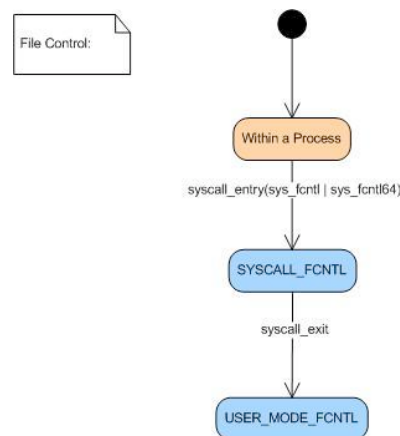 File Control:
Within a Process
syscall_entry(sys_fcntl | sys_fcntl64)
SYSCALL_FCNTL
syscall_exit
USER_MODE_FCNTL